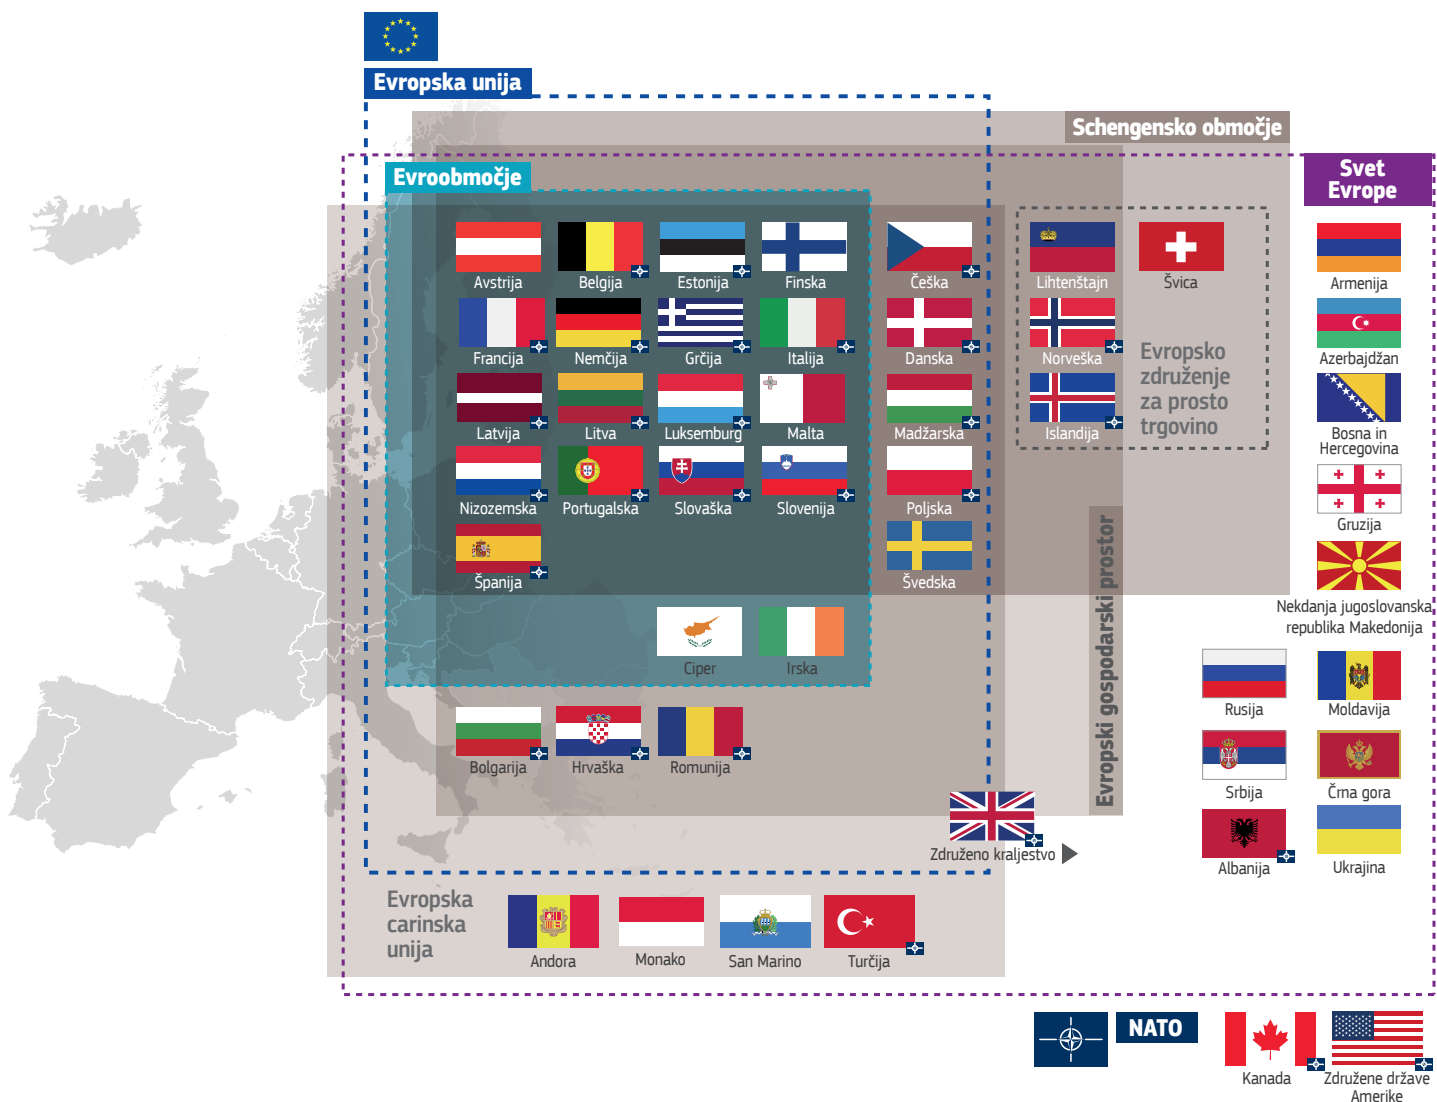 Evropska unija
Schengensko območje
Svet
Evrope
Evroobmočje
Avstrija
Belgija
Estonija
Finska
Češka
Lihtenštajn
Švica
Armenija
Francija
Nemčija
Grčija
Italija
Danska
Norveška
Evropsko
združenje
za prosto
trgovino
Azerbajdžan
Latvija
Litva
Luksemburg
Malta
Madžarska
Islandija
Bosna in
Hercegovina
Nizozemska
Portugalska
Slovaška
Slovenija
Poljska
Gruzija
Španija
Švedska
Evropski gospodarski prostor
Nekdanja jugoslovanska
republika Makedonija
Ciper
Irska
Rusija
Moldavija
Bolgarija
Hrvaška
Romunija
Srbija
Črna gora
Združeno kraljestvo
Albanija
Ukrajina
Evropska
carinska
unija
Andora
Monako
San Marino
Turčija
NATO
Kanada
Združene države
Amerike